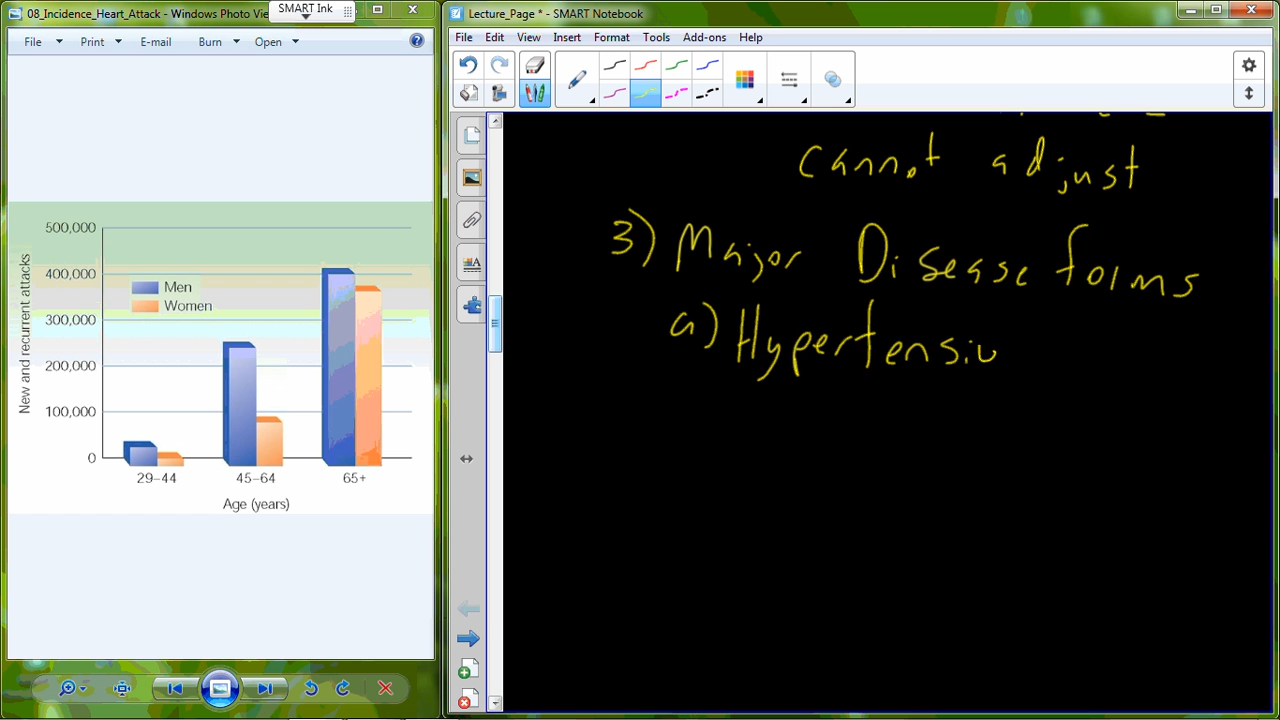 08_Incidence_Heart_Attack - Windows Photo Vie
SMART Ink
File Print E-mail Burn Open
500,000
400,000
300,000
200,000
100,000
0
New and recurrent attacks
Men
Women
29–44 45–64 65+
Age (years)
Lecture_Page * - SMART Notebook
File Edit View Insert Format Tools Add-ons Help
cannot adjust
3) Major Disease forms
a) Hypertensiv